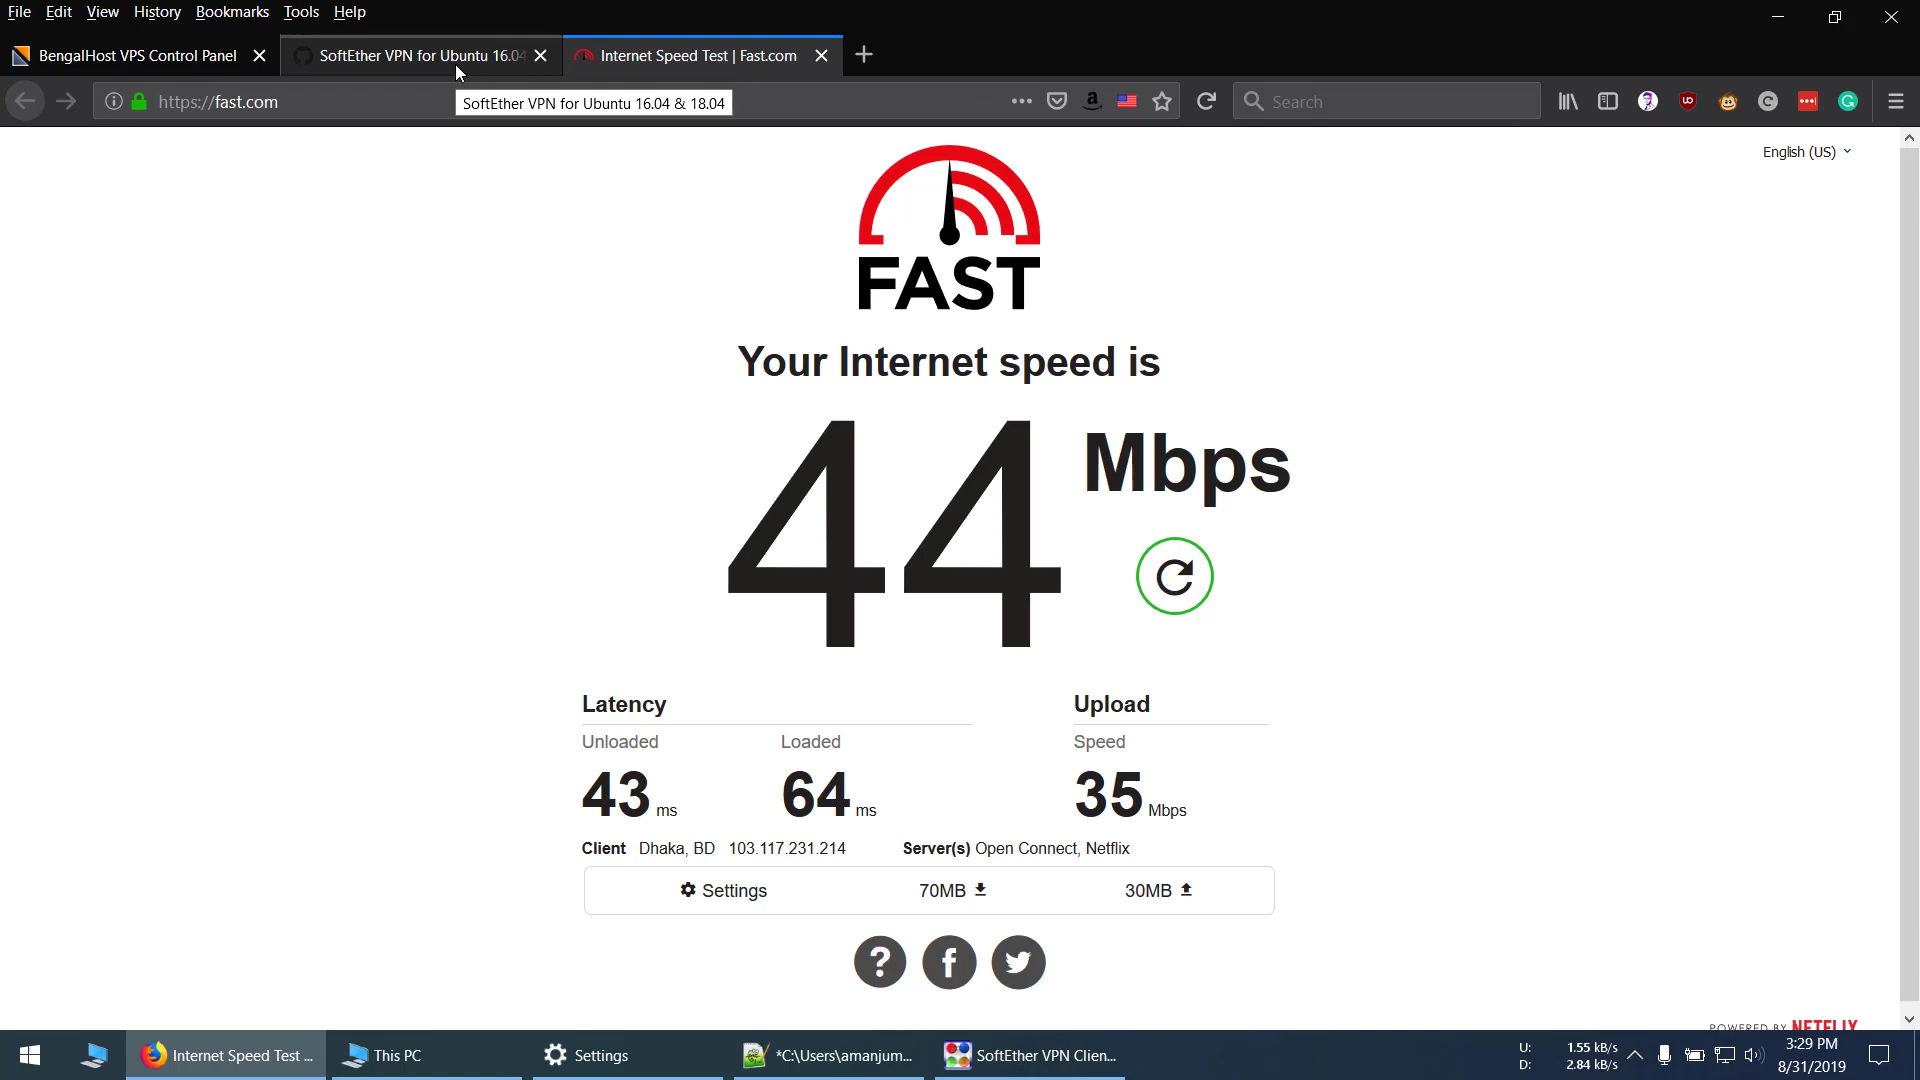 File Edit View History Bookmarks Tools Help
BengalHost VPS Control Panel
SoftEther VPN for Ubuntu 16.04
Internet Speed Test | Fast.com
https://fast.com
Search
SoftEther VPN for Ubuntu 16.04 & 18.04
English (US)
FAST
Your Internet speed is
44 Mbps
Latency
Upload
Unloaded
Loaded
Speed
43 ms
64 ms
35 Mbps
Client Dhaka, BD 103.117.231.214 Server(s) Open Connect, Netflix
Settings 70MB 30MB
POWERED BY NETFLIX
Internet Speed Test ...
This PC
Settings
*C:\Users\amanjum...
SoftEther VPN Clien...
U: 1.55 kB/s
D: 2.84 kB/s
3:29 PM
8/31/2019